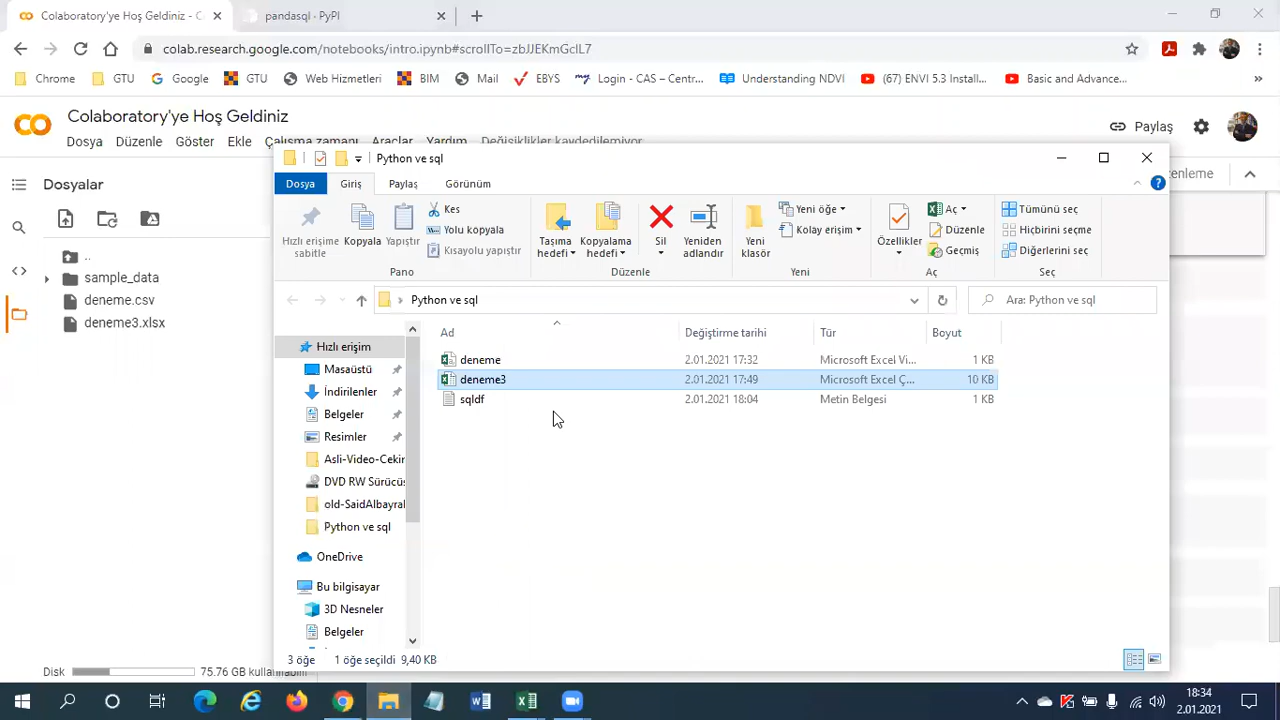 Colaboratory'ye Hoş Geldiniz - C
pandasql · PyPI
colab.research.google.com/notebooks/intro.ipynb#scrollTo=zbJJEKmGclL7
Chrome
GTU
Google
GTU
Web Hizmetleri
BIM
Mail
EBYS
Login - CAS – Centr...
Understanding NDVI
(67) ENVI 5.3 Install...
Basic and Advance...
»
Colaboratory'ye Hoş Geldiniz
Paylaş
Dosya Düzenle Göster Ekle Çalışma zamanı Araçlar Yardım Değişiklikler kaydedilemiyor
Dosyalar
..
sample_data
deneme.csv
deneme3.xlsx
Disk
75.76 GB
Python ve sql
Dosya Giriş Paylaş Görünüm
Hızlı erişime
sabitle
Kopyala
Yapıştır
Kes
Yolu kopyala
Kısayolu yapıştır
Pano
Taşıma
hedefi
Kopyalama
hedefi
Sil
Yeniden
adlandır
Düzenle
Yeni
klasör
Yeni öğe
Kolay erişim
Yeni
Özellikler
Aç
Düzenle
Geçmiş
Aç
Tümünü seç
Hiçbirini seçme
Diğerlerini seç
Seç
Python ve sql
Ara: Python ve sql
Hızlı erişim
Masaüstü
İndirilenler
Belgeler
Resimler
Asli-Video-Cekir
DVD RW Sürücüs
old-SaidAlbayral
Python ve sql
OneDrive
Bu bilgisayar
3D Nesneler
Belgeler
Ad Değiştirme tarihi Tür Boyut
deneme 2.01.2021 17:32 Microsoft Excel Vi... 1 KB
deneme3 2.01.2021 17:49 Microsoft Excel Ç... 10 KB
sqldf 2.01.2021 18:04 Metin Belgesi 1 KB
3 öğe 1 öğe seçildi 9,40 KB
18:34
2.01.2021